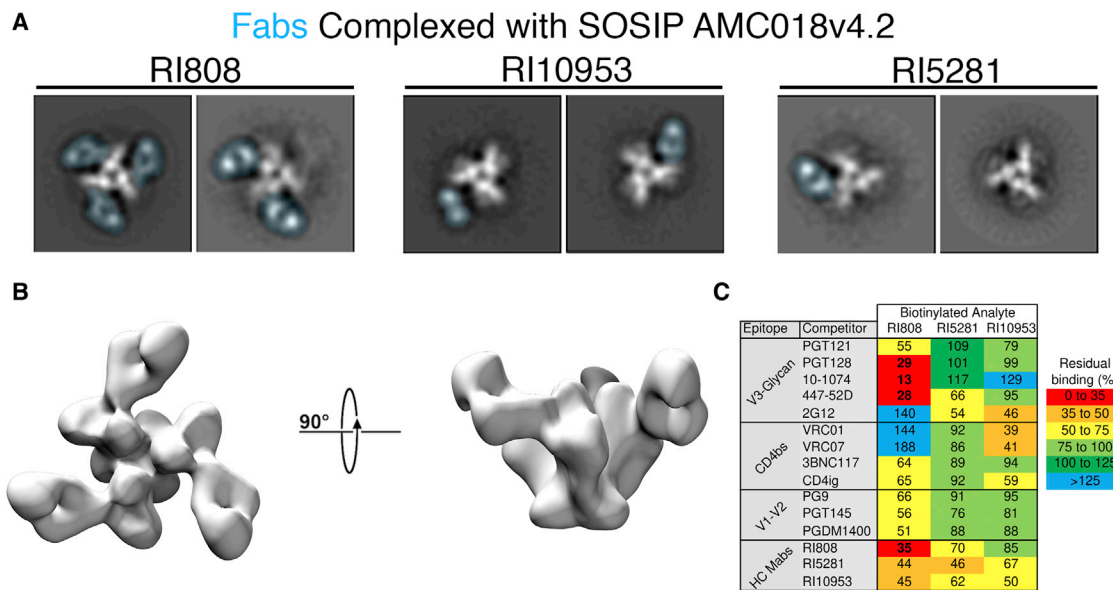 A
Fabs Complexed with SOSIP AMC018v4.2
RI808
RI10953
RI5281
B
90°
C
Biotinylated Analyte
Epitope Competitor RI808 RI5281 RI10953
V3-Glycan
PGT121 55 109 79
PGT128 29 101 99
10-1074 13 117 129
447-52D 28 66 95
2G12 140 54 46
CD4bs
VRC01 144 92 39
VRC07 188 86 41
3BNC117 64 89 94
CD4ig 65 92 59
V1-V2
PG9 66 91 95
PGT145 56 76 81
PGDM1400 51 88 88
HC Mabs
RI808 35 70 85
RI5281 44 46 67
RI10953 45 62 50
Residual
binding (%
0 to 35
35 to 50
50 to 75
75 to 100
100 to 125
>125